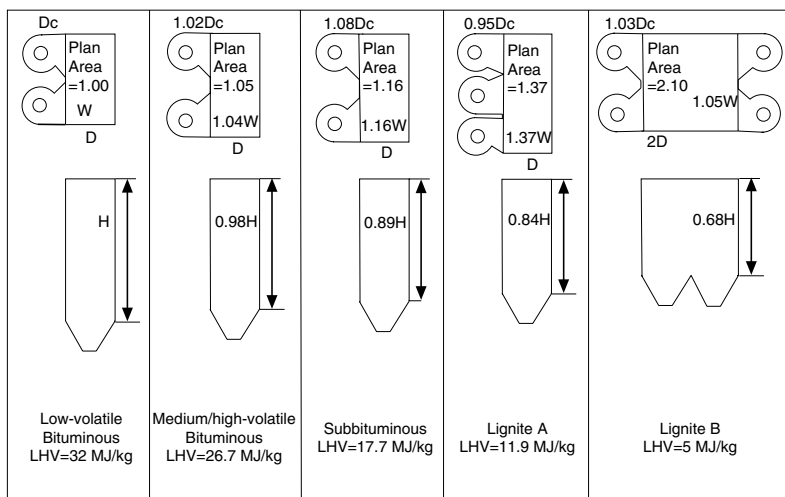 Dc
Plan
Area
=1.00
W
D
H
Low-volatile
Bituminous
LHV=32 MJ/kg
1.02Dc
Plan
Area
=1.05
1.04W
D
0.98H
Medium/high-volatile
Bituminous
LHV=26.7 MJ/kg
1.08Dc
Plan
Area
=1.16
1.16W
D
0.89H
Subbituminous
LHV=17.7 MJ/kg
0.95Dc
Plan
Area
=1.37
1.37W
D
0.84H
Lignite A
LHV=11.9 MJ/kg
1.03Dc
Plan
Area
=2.10
1.05W
2D
0.68H
Lignite B
LHV=5 MJ/kg